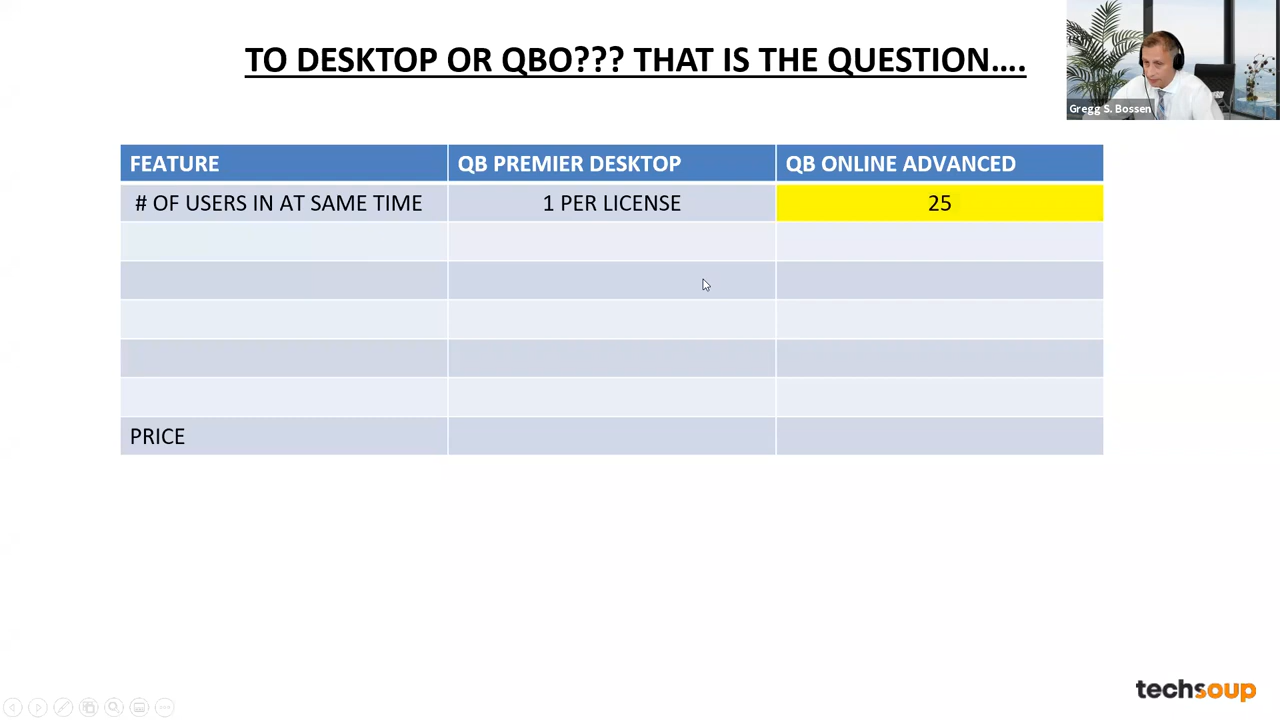 TO DESKTOP OR QBO??? THAT IS THE QUESTION….
Gregg S. Bossen
FEATURE QB PREMIER DESKTOP QB ONLINE ADVANCED
# OF USERS IN AT SAME TIME 1 PER LICENSE 25
PRICE
techsoup